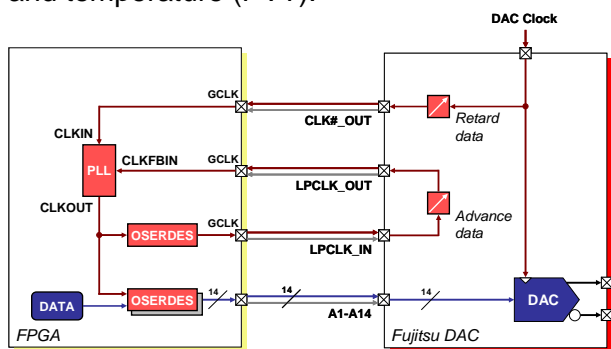 and temperature (PVT).
DAC Clock
GCLK
CLK#_OUT
Retard
data
CLKIN
CLKFBIN
GCLK
PLL
LPCLK_OUT
CLKOUT
GCLK
Advance
data
OSERDES
LPCLK_IN
DATA
OSERDES
14
14
14
DAC
A1-A14
FPGA
Fujitsu DAC